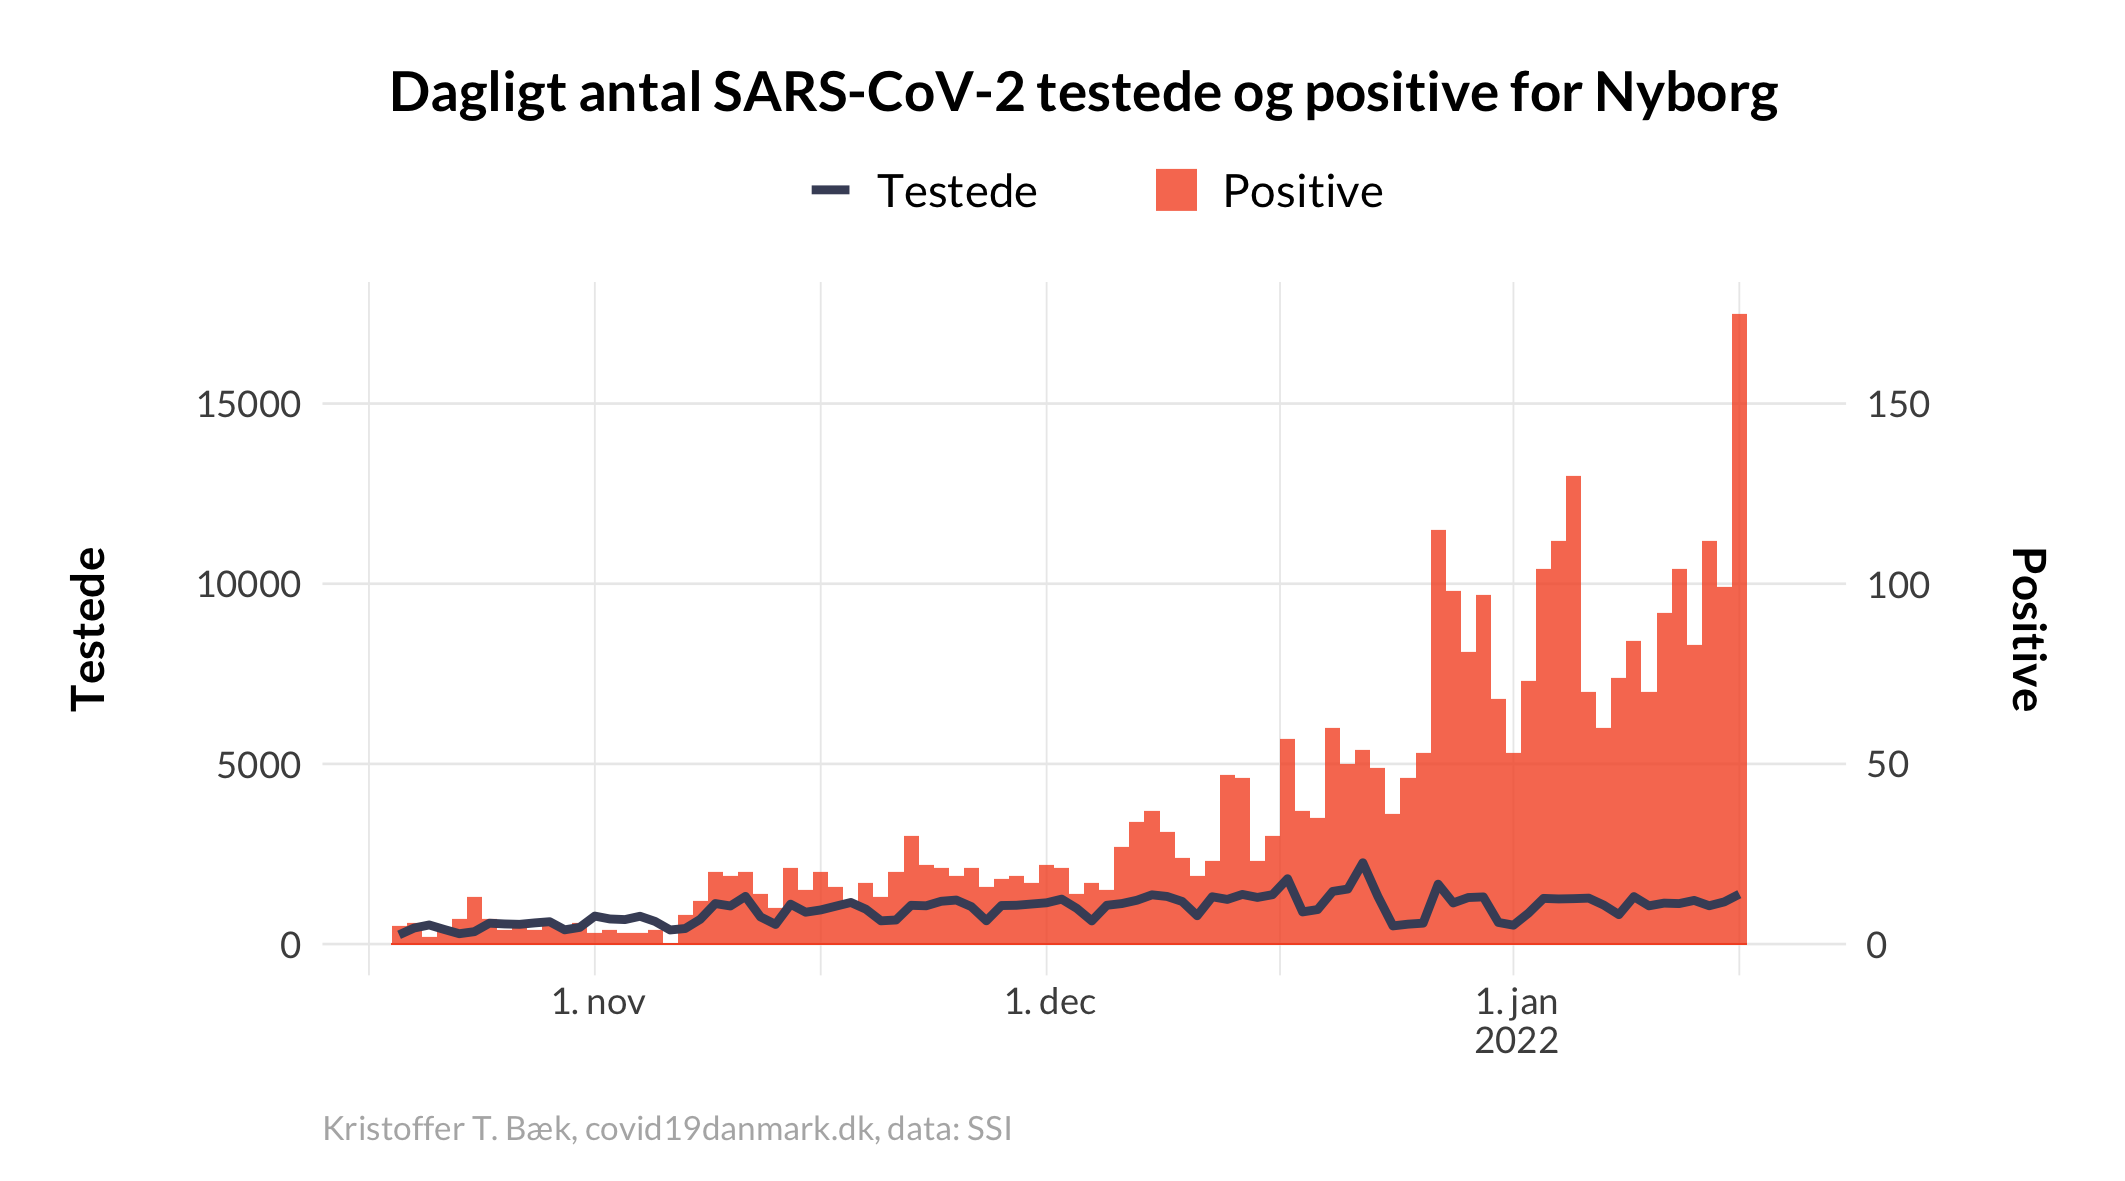 Dagligt antal SARS-CoV-2 testede og positive for Nyborg
Testede
Positive
Testede
15000
10000
5000
0
150
100
50
0
Positive
1. nov
1. dec
1. jan
2022
Kristoffer T. Bæk, covid19danmark.dk, data: SSI